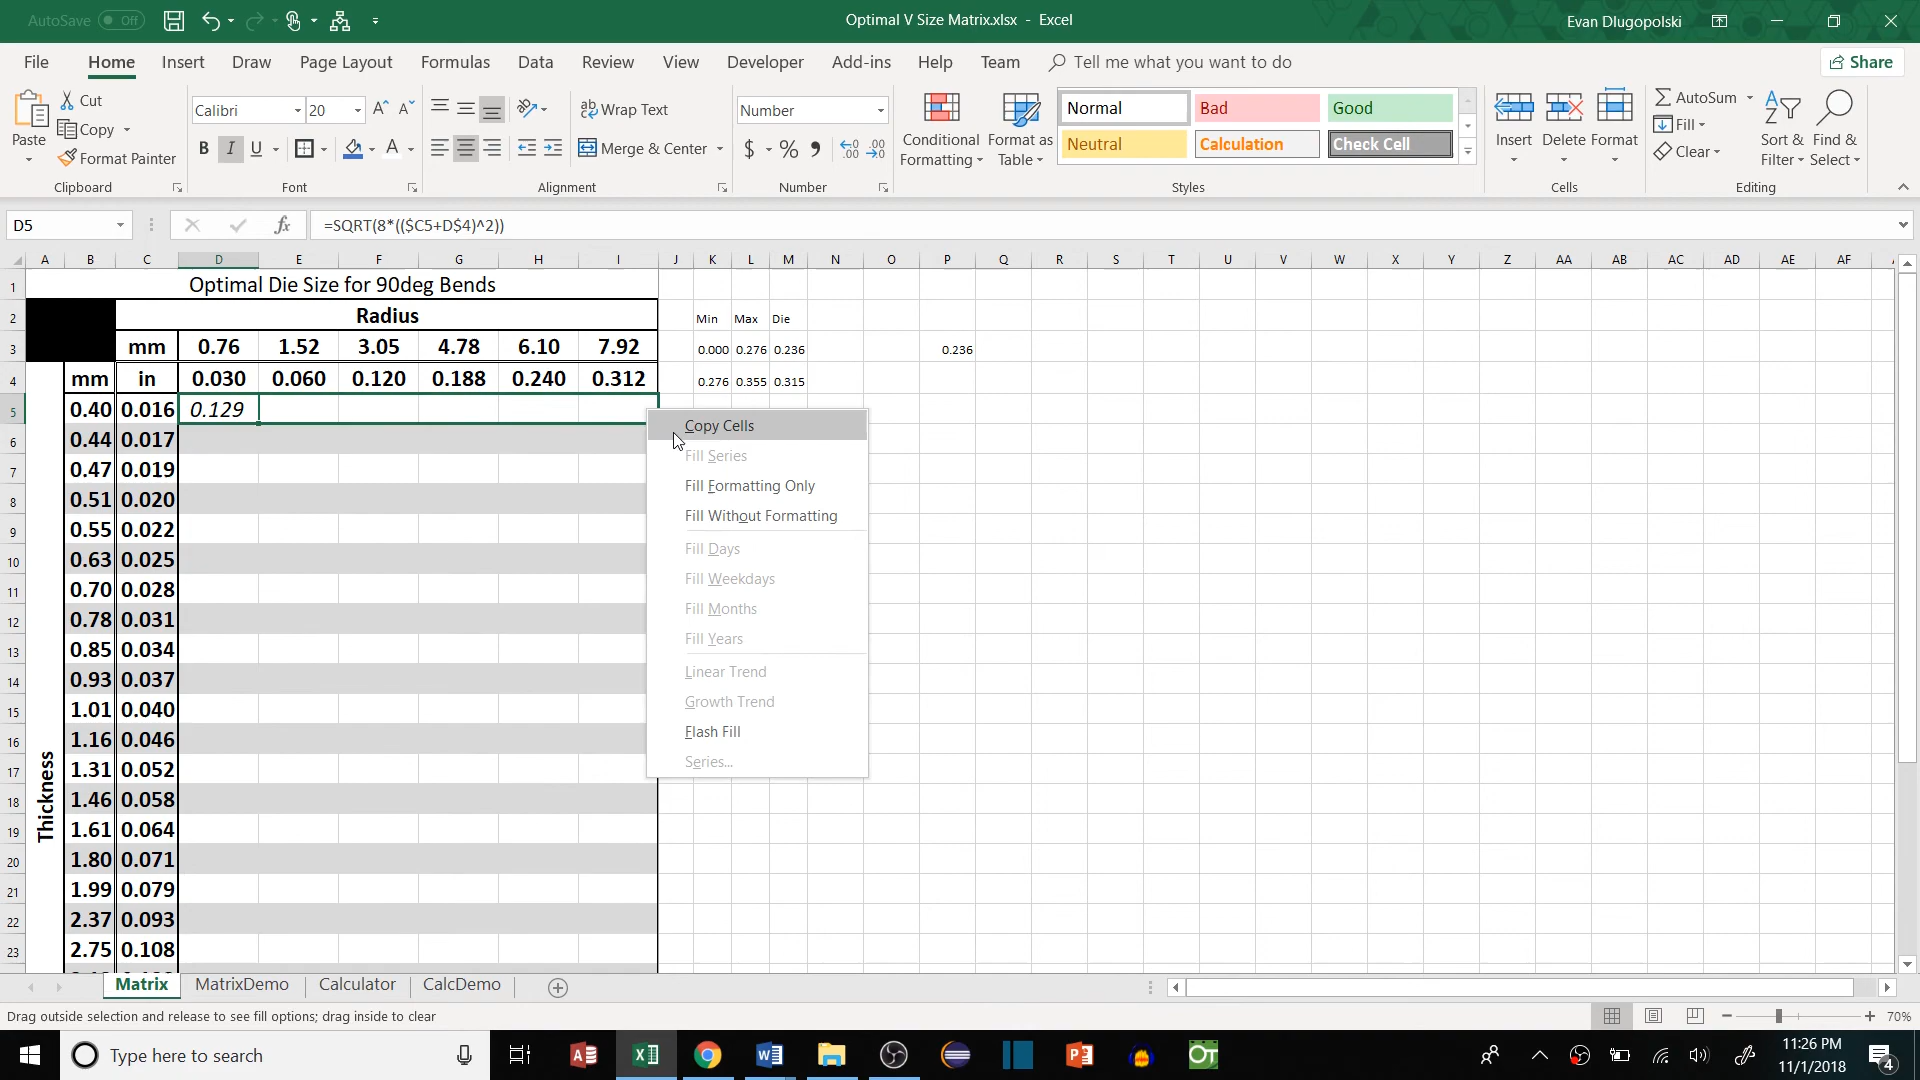 AutoSave Off Optimal V Size Matrix.xlsx - Excel Evan Dlugopolski
File Home Insert Draw Page Layout Formulas Data Review View Developer Add-ins Help Team Tell me what you want to do Share
Paste
Cut
Copy
Format Painter
Clipboard
Calibri 20
B I U
Font
Wrap Text
Merge & Center
Alignment
Number
$ % ,
Number
Conditional Formatting
Format as Table
Normal Bad Good
Neutral Calculation Check Cell
Styles
Insert Delete Format
Cells
AutoSum
Fill
Clear
Sort & Filter
Find & Select
Editing
D5 fx =SQRT(8*(($C5+D$4)^2))
A B C D E F G H I J K L M N O P Q R S T U V W X Y Z AA AB AC AD AE AF
1 Optimal Die Size for 90deg Bends
2 Radius Min Max Die
3 mm 0.76 1.52 3.05 4.78 6.10 7.92 0.000 0.276 0.236 0.236
4 mm in 0.030 0.060 0.120 0.188 0.240 0.312 0.276 0.355 0.315
5 0.40 0.016 0.129
6 0.44 0.017
7 0.47 0.019
8 0.51 0.020
9 0.55 0.022
10 0.63 0.025
11 0.70 0.028
12 0.78 0.031
13 0.85 0.034
14 0.93 0.037
15 1.01 0.040
16 1.16 0.046
17 1.31 0.052
18 1.46 0.058
19 1.61 0.064
20 1.80 0.071
21 1.99 0.079
22 2.37 0.093
23 2.75 0.108
Thickness
Copy Cells
Fill Series
Fill Formatting Only
Fill Without Formatting
Fill Days
Fill Weekdays
Fill Months
Fill Years
Linear Trend
Growth Trend
Flash Fill
Series...
Matrix MatrixDemo Calculator CalcDemo
Drag outside selection and release to see fill options; drag inside to clear 70%
Type here to search
11:26 PM
11/1/2018
4